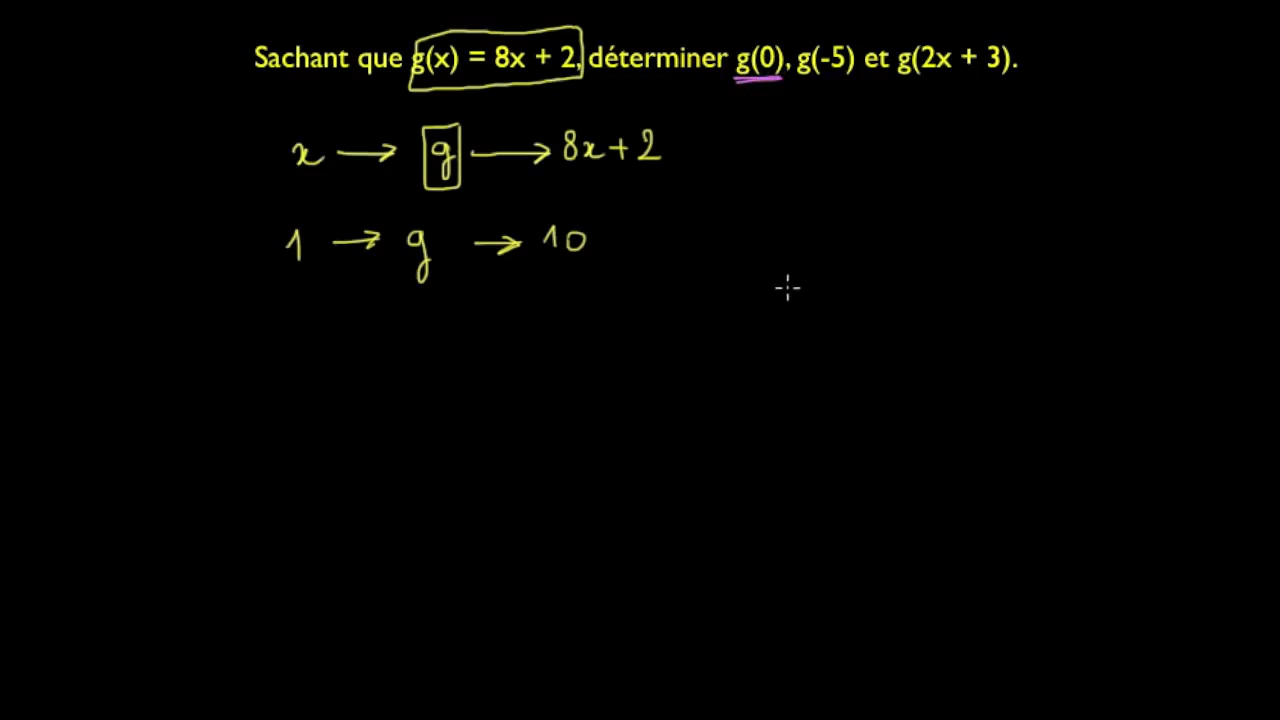 Sachant que g(x) = 8x + 2, déterminer g(0), g(-5) et g(2x + 3).
x → g → 8x + 2
1 → g → 10